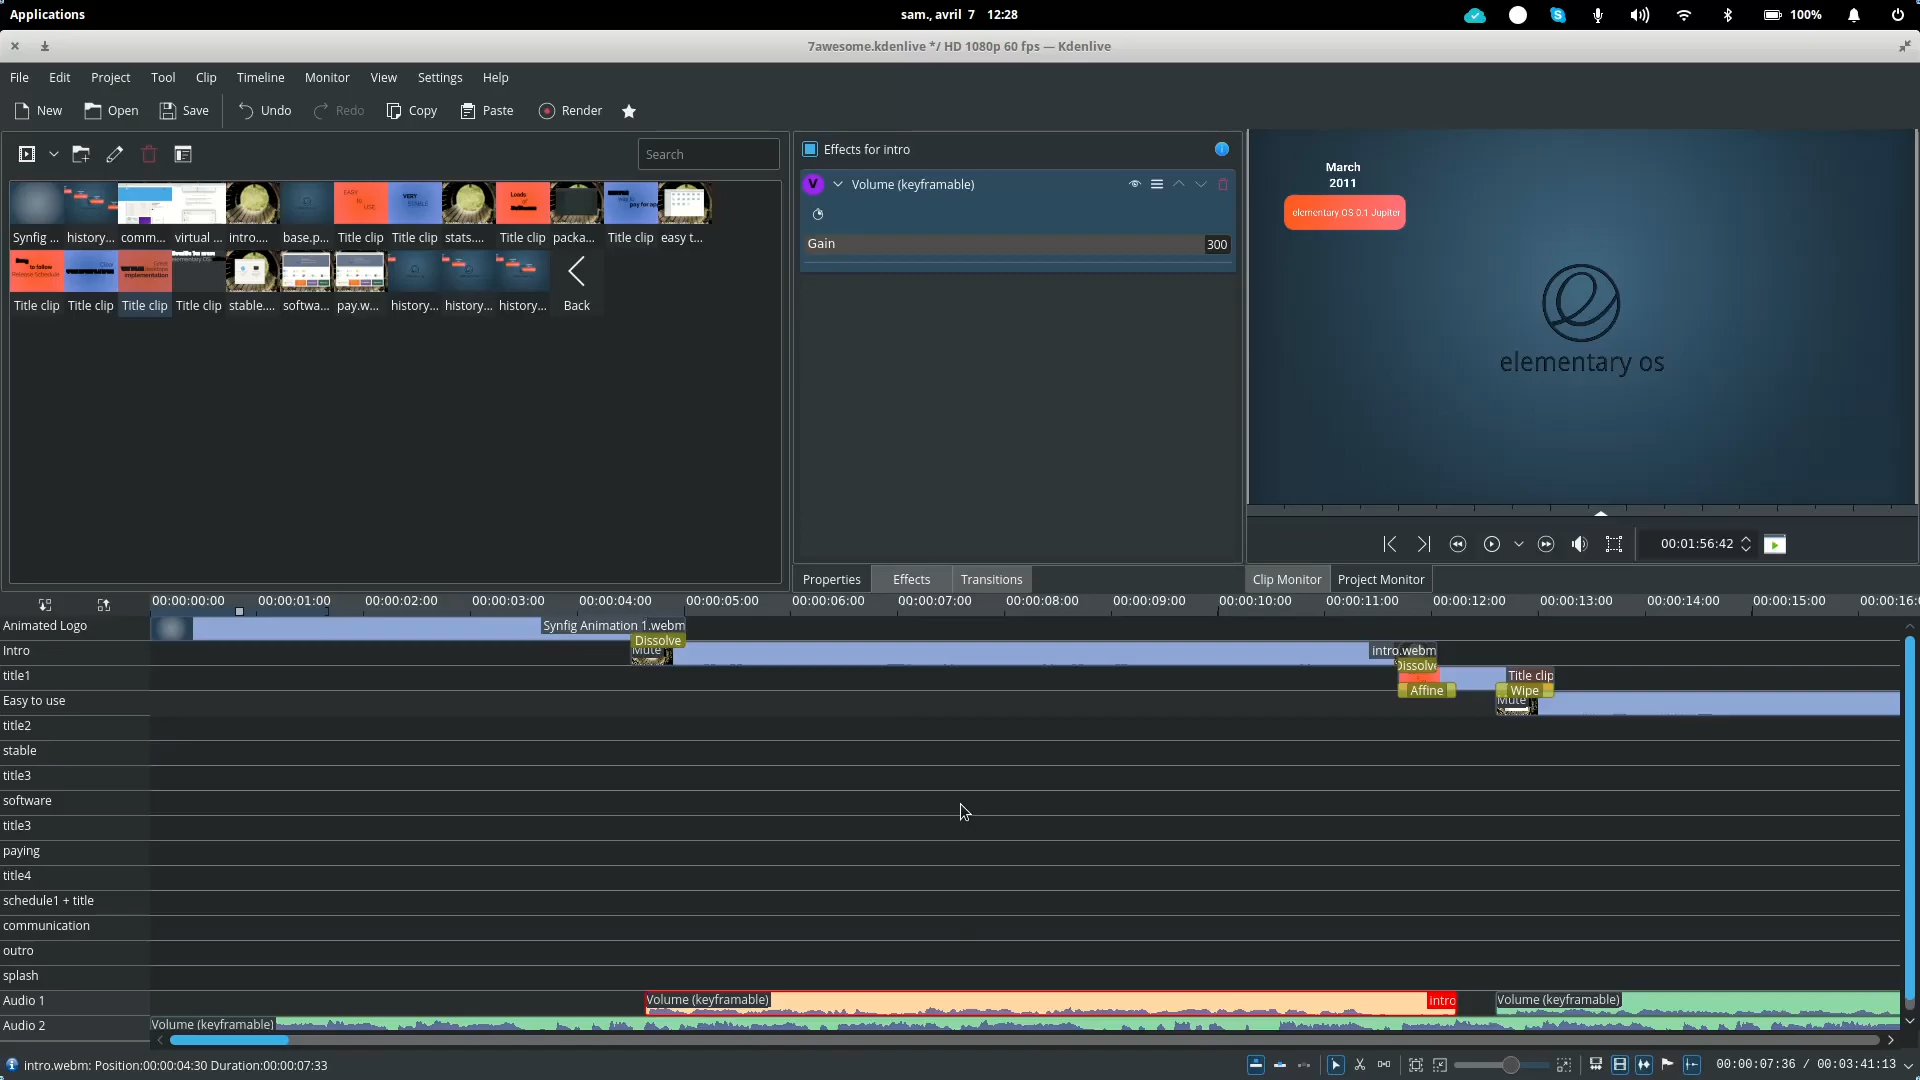 Applications
sam., avril 7 12:28
100%
7awesome.kdenlive */ HD 1080p 60 fps — Kdenlive
File Edit Project Tool Clip Timeline Monitor View Settings Help
New Open Save Undo Redo Copy Paste Render
Search
Synfig ... history... comm... virtual ... intro.... base.p... Title clip Title clip stats.... Title clip packa... Title clip easy t...
Title clip Title clip Title clip Title clip stable.... softwa... pay.w... history... history... history... Back
Effects for intro
V Volume (keyframable)
Gain 300
Properties Effects Transitions
March
2011
elementary OS 0.1 Jupiter
elementary os
00:01:56:42
Clip Monitor Project Monitor
00:00:00:00 00:00:01:00 00:00:02:00 00:00:03:00 00:00:04:00 00:00:05:00 00:00:06:00 00:00:07:00 00:00:08:00 00:00:09:00 00:00:10:00 00:00:11:00 00:00:12:00 00:00:13:00 00:00:14:00 00:00:15:00 00:00:16:0
Animated Logo Synfig Animation 1.webm
Dissolve
Intro Mute intro.webm
Dissolve
title1 Title clip
Affine Wipe
Easy to use Mute
title2
stable
title3
software
title3
paying
title4
schedule1 + title
communication
outro
splash
Audio 1 Volume (keyframable) intro Volume (keyframable)
Audio 2 Volume (keyframable)
intro.webm: Position:00:00:04:30 Duration:00:00:07:33
00:00:07:36 / 00:03:41:13